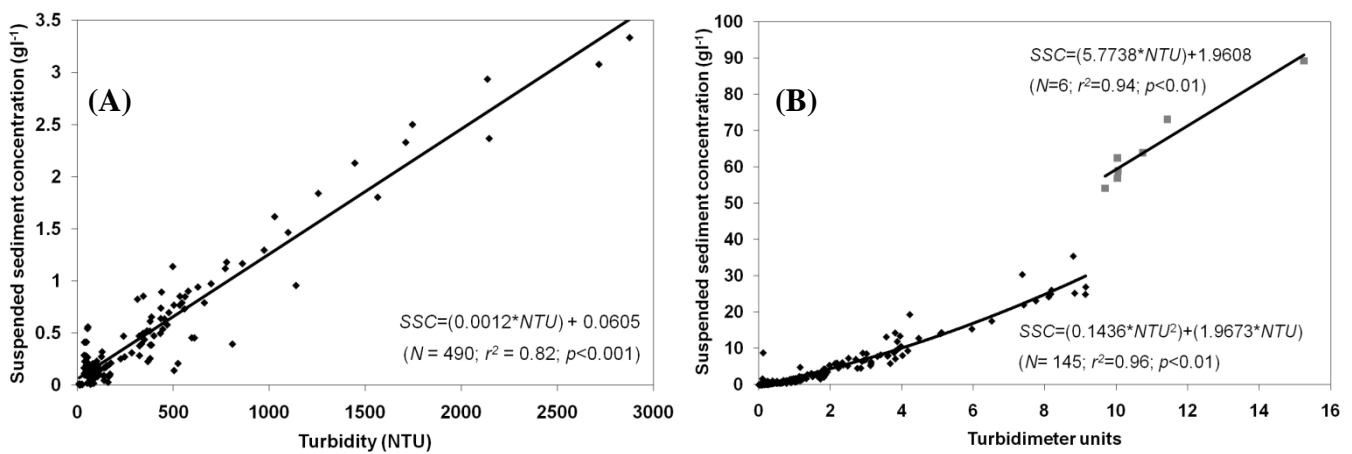 (A)
Suspended sediment concentration (gl⁻¹)
3.5
3
2.5
2
1.5
1
0.5
0
SSC=(0.0012*NTU) + 0.0605
(N = 490; r² = 0.82; p<0.001)
0 500 1000 1500 2000 2500 3000
Turbidity (NTU)
(B)
Suspended sediment concentration (gl⁻¹)
100
90
80
70
60
50
40
30
20
10
0
SSC=(5.7738*NTU)+1.9608
(N=6; r²=0.94; p<0.01)
SSC=(0.1436*NTU²)+(1.9673*NTU)
(N= 145; r²=0.96; p<0.01)
0 2 4 6 8 10 12 14 16
Turbidimeter units